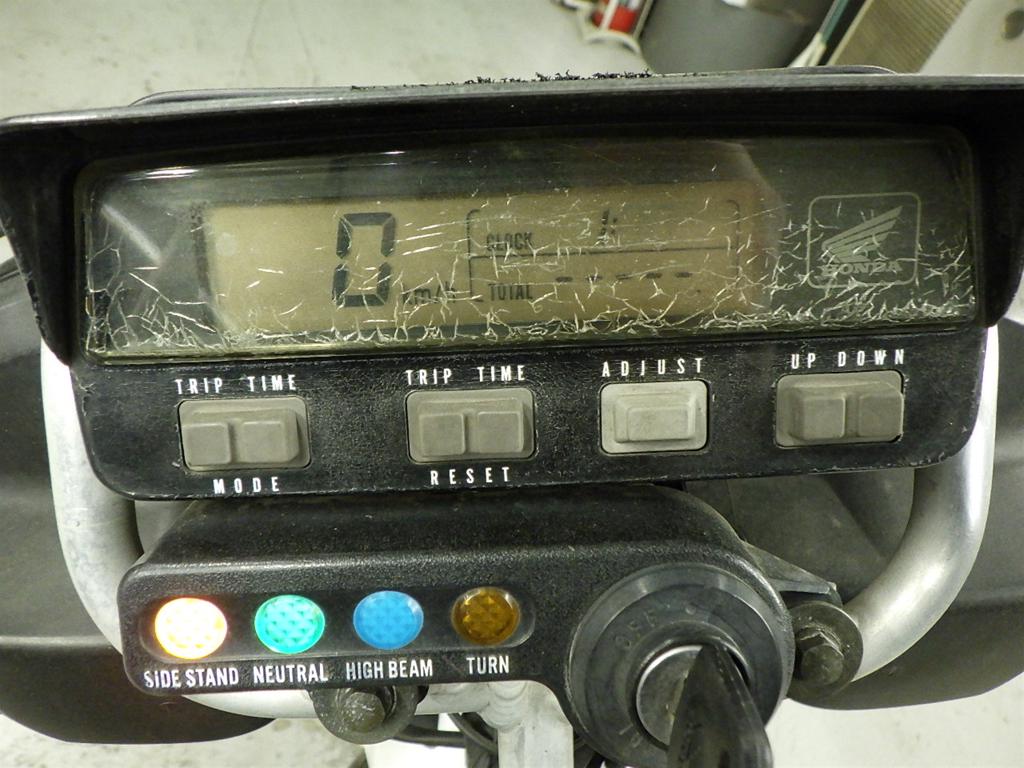 0 km/h
CLOCK
TOTAL - - - - -
HONDA
TRIP TIME
TRIP TIME
ADJUST
UP DOWN
MODE
RESET
SIDE STAND
NEUTRAL
HIGH BEAM
TURN
OFF